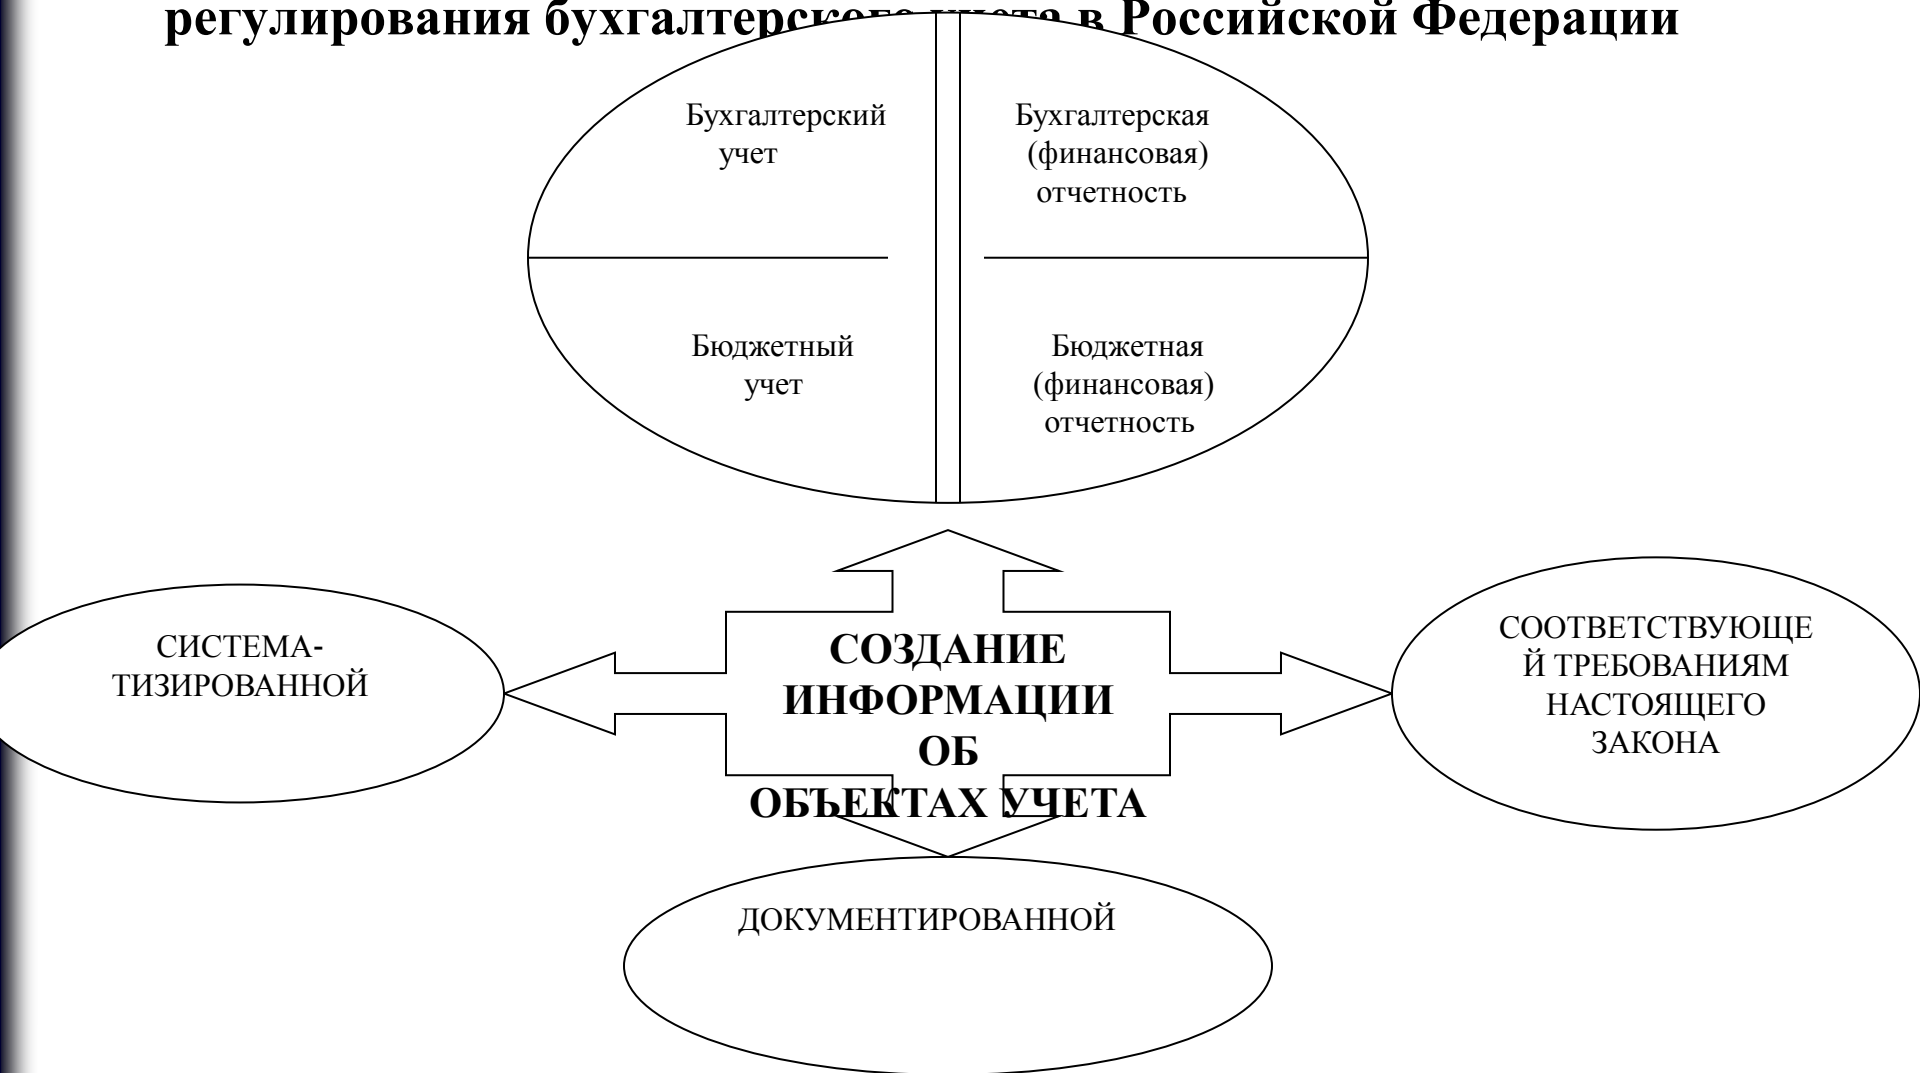 регулирования бухгалтерского учета в Российской Федерации
Бухгалтерский
учет
Бухгалтерская
(финансовая)
отчетность
Бюджетный
учет
Бюджетная
(финансовая)
отчетность
СИСТЕМА-
ТИЗИРОВАННОЙ
СОЗДАНИЕ
ИНФОРМАЦИИ
ОБ
ОБЪЕКТАХ УЧЕТА
СООТВЕТСТВУЮЩЕ
Й ТРЕБОВАНИЯМ
НАСТОЯЩЕГО
ЗАКОНА
ДОКУМЕНТИРОВАННОЙ